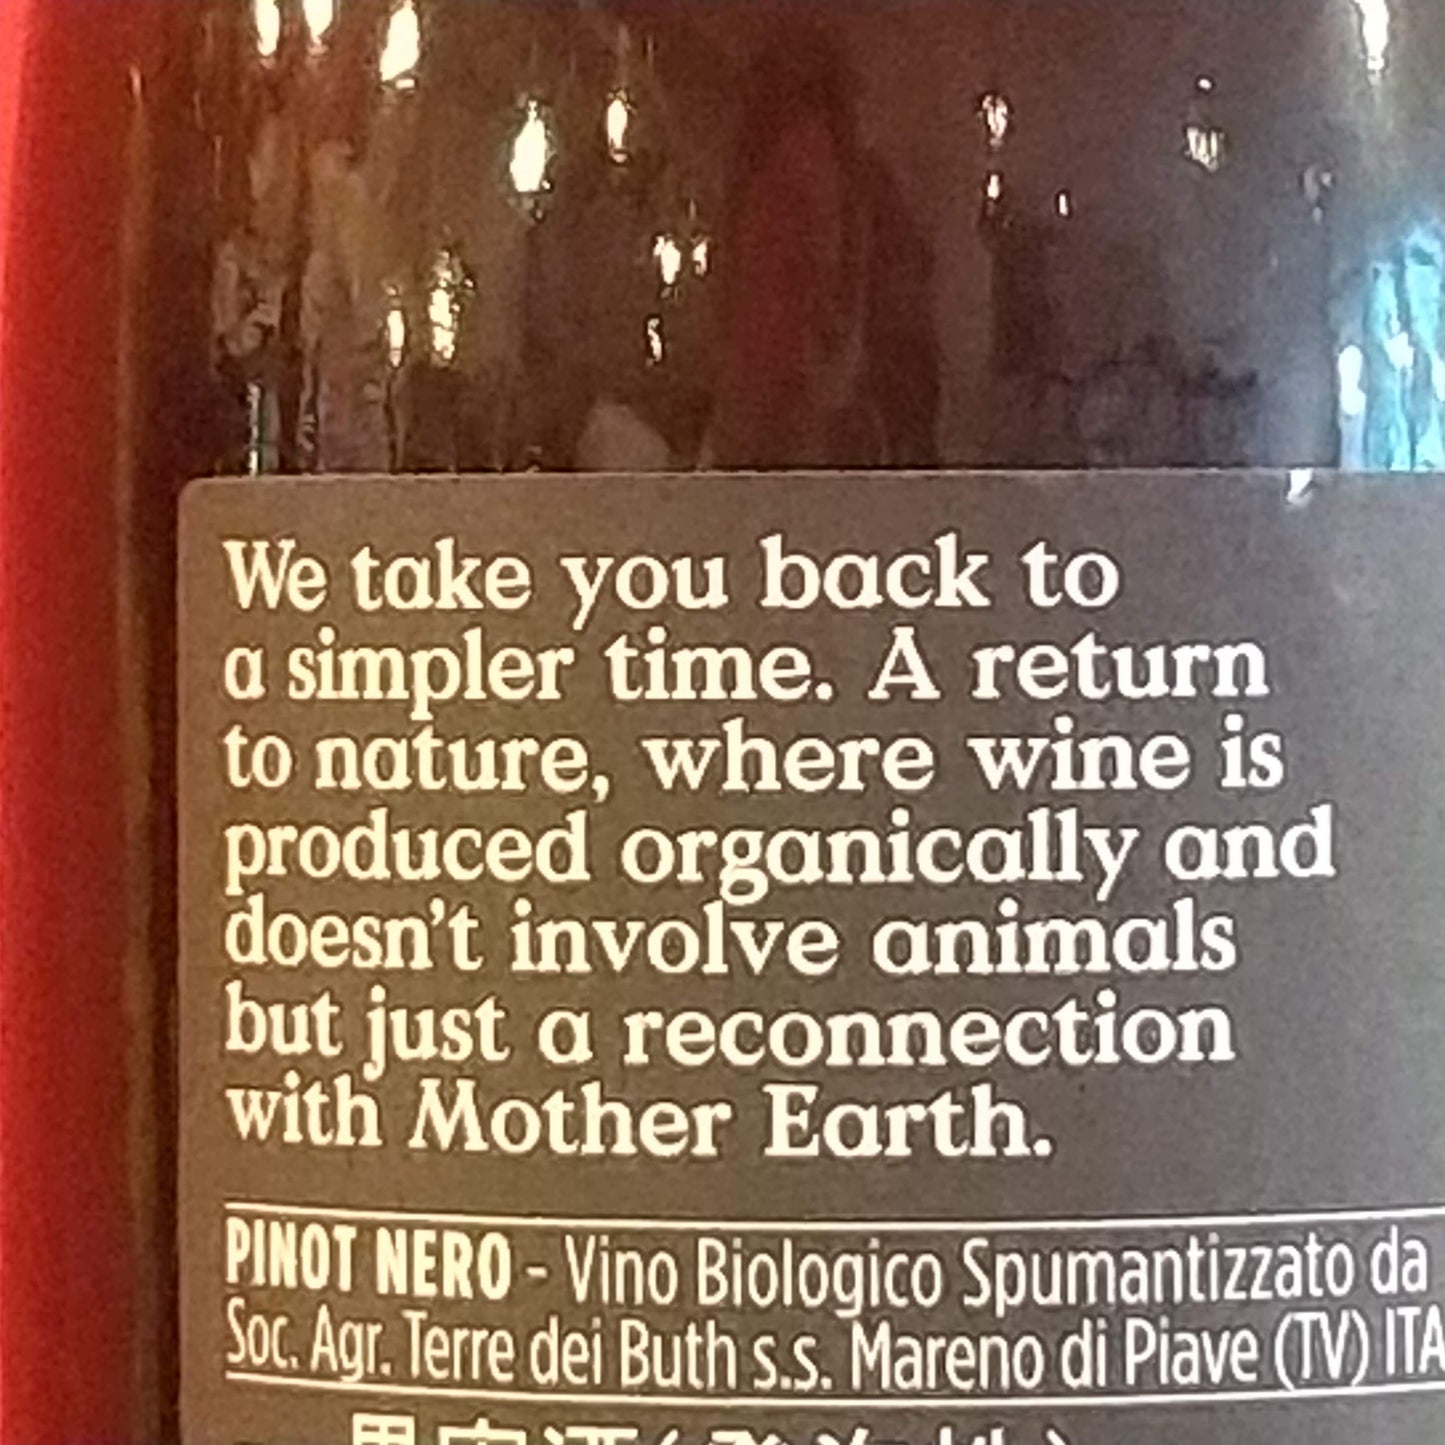 We take you back to
a simpler time. A return
to nature, where wine is
produced organically and
doesn't involve animals
but just a reconnection
with Mother Earth.
PINOT NERO - Vino Biologico Spumantizzato da
Soc. Agr. Terre dei Buth s.s. Mareno di Piave (TV)